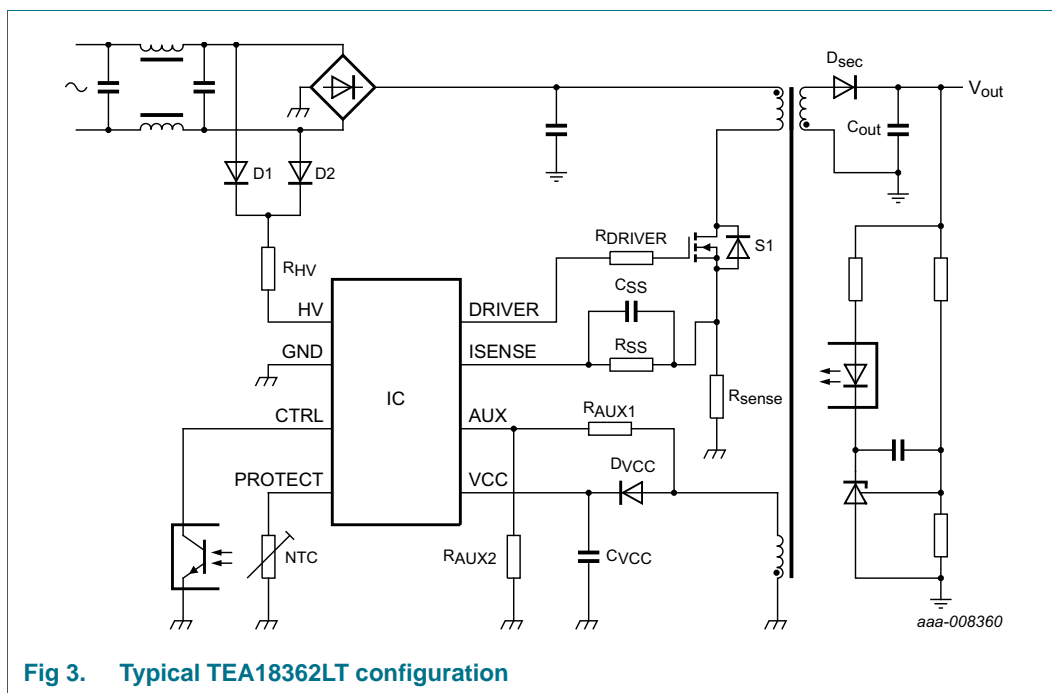 Dsec
Vout
Cout
D1
D2
RHV
RDRIVER
S1
CSS
HV
DRIVER
RSS
GND
ISENSE
IC
Rsense
CTRL
AUX
RAUX1
PROTECT
VCC
DVCC
NTC
RAUX2
CVCC
aaa-008360
Fig 3. Typical TEA18362LT configuration